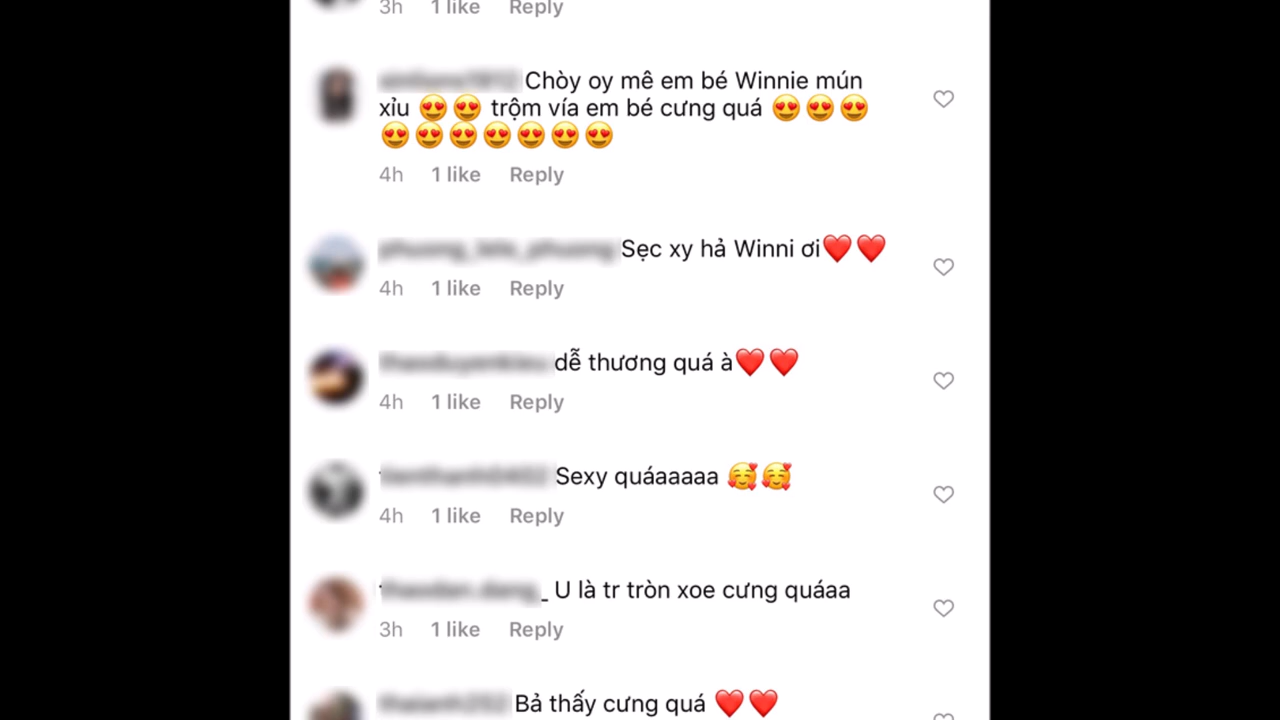 3h 1 like Reply
Chòy oy mê em bé Winnie mún
xỉu 😍😍 trộm vía em bé cưng quá 😍😍😍
😍😍😍😍😍😍😍
4h 1 like Reply
Sẹc xy hả Winni ơi❤️❤️
4h 1 like Reply
dễ thương quá à❤️❤️
4h 1 like Reply
Sexy quáaaaaa 🥰🥰
4h 1 like Reply
U là tr tròn xoe cưng quáaa
3h 1 like Reply
Bả thấy cưng quá ❤️❤️